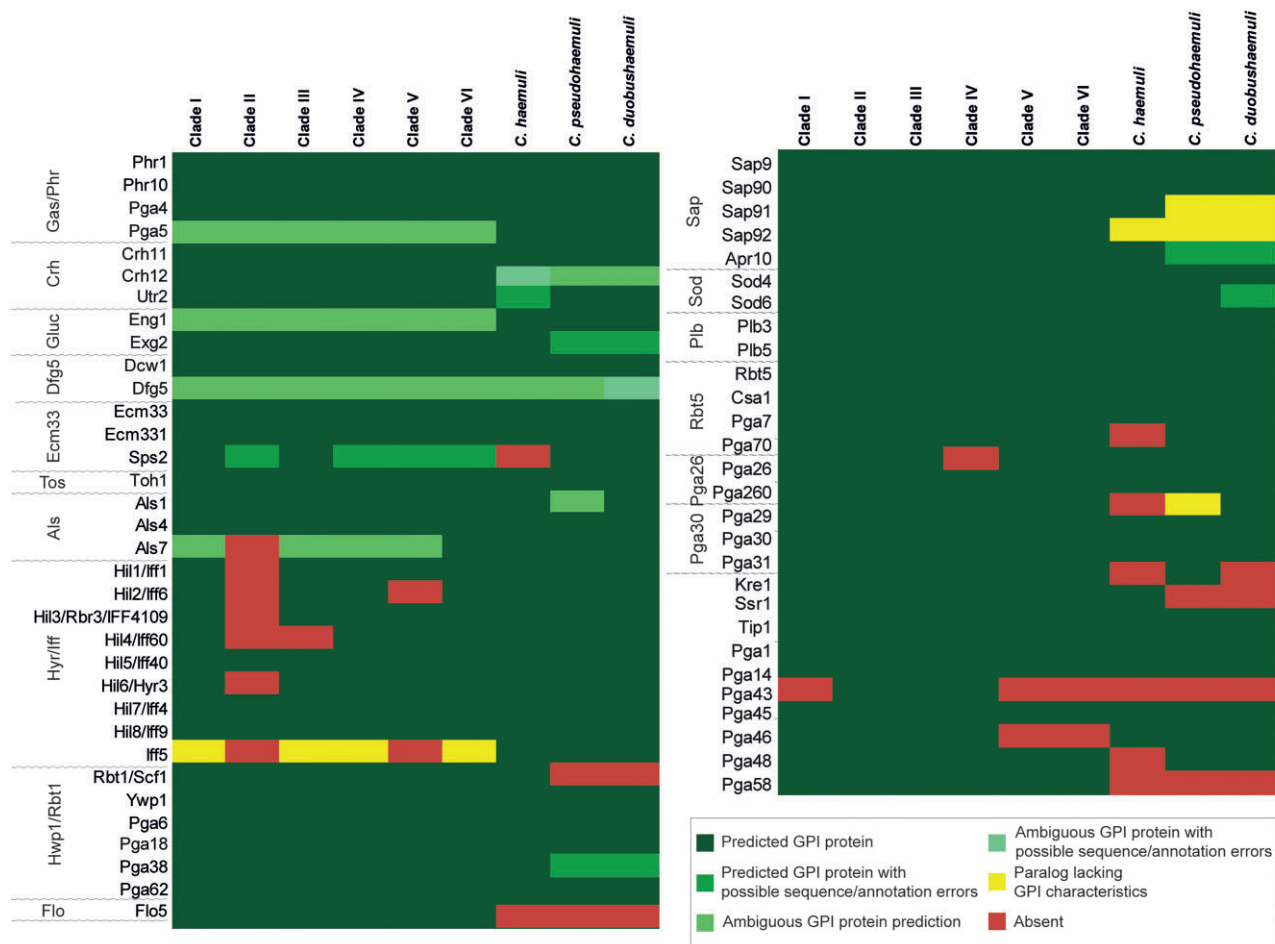 Clade I
Clade II
Clade III
Clade IV
Clade V
Clade VI
C. haemuli
C. pseudohaemuli
C. duobushaemuli
Gas/Phr
Phr1
Phr10
Pga4
Pga5
Crh
Crh11
Crh12
Utr2
Gluc
Eng1
Exg2
Dfg5
Dcw1
Dfg5
Ecm33
Ecm33
Ecm331
Sps2
Tos
Toh1
Als
Als1
Als4
Als7
Hyr/Iff
Hil1/Iff1
Hil2/Iff6
Hil3/Rbr3/IFF4109
Hil4/Iff60
Hil5/Iff40
Hil6/Hyr3
Hil7/Iff4
Hil8/Iff9
Iff5
Hwp1/Rbt1
Rbt1/Scf1
Ywp1
Pga6
Pga18
Pga38
Pga62
Flo
Flo5
Clade I
Clade II
Clade III
Clade IV
Clade V
Clade VI
C. haemuli
C. pseudohaemuli
C. duobushaemuli
Sap
Sap9
Sap90
Sap91
Sap92
Apr10
Sod
Sod4
Sod6
Plb
Plb3
Plb5
Rbt5
Rbt5
Csa1
Pga7
Pga70
Pga26
Pga26
Pga260
Pga30
Pga29
Pga30
Pga31
Kre1
Ssr1
Tip1
Pga1
Pga14
Pga43
Pga45
Pga46
Pga48
Pga58
Predicted GPI protein
Predicted GPI protein with
possible sequence/annotation errors
Ambiguous GPI protein prediction
Ambiguous GPI protein with
possible sequence/annotation errors
Paralog lacking
GPI characteristics
Absent